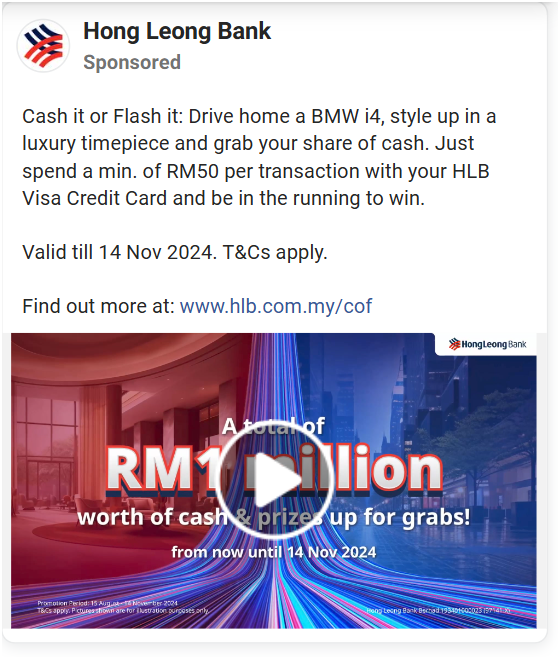 Hong Leong Bank
Sponsored
Cash it or Flash it: Drive home a BMW i4, style up in a
luxury timepiece and grab your share of cash. Just
spend a min. of RM50 per transaction with your HLB
Visa Credit Card and be in the running to win.
Valid till 14 Nov 2024. T&Cs apply.
Find out more at: www.hlb.com.my/cof
HongLeong Bank
A total of
RM1 million
worth of cash & prizes up for grabs!
from now until 14 Nov 2024
Promotion Period: 15 August - 14 November 2024
T&Cs apply. Pictures shown are for illustration purposes only.
Hong Leong Bank Berhad 193401000023 (97141-X)